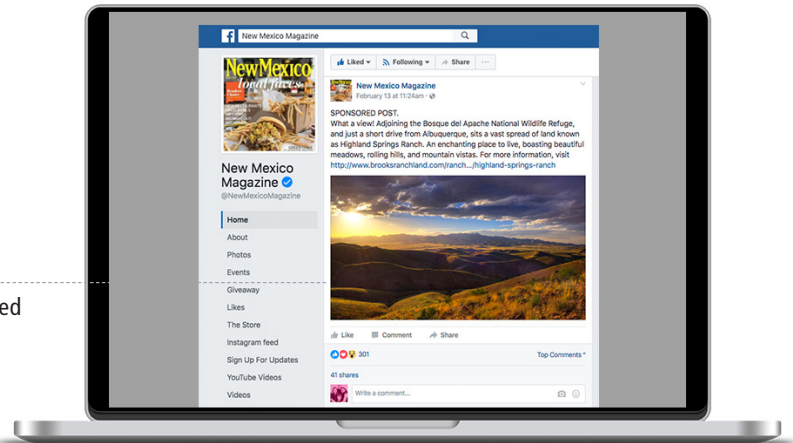 New Mexico Magazine
Liked
Following
Share
New Mexico
local faves
New Mexico
Magazine
@NewMexicoMagazine
Home
About
Photos
Events
Giveaway
Likes
The Store
Instagram feed
Sign Up For Updates
YouTube Videos
Videos
New Mexico Magazine
February 13 at 11:24am
SPONSORED POST.
What a view! Adjoining the Bosque del Apache National Wildlife Refuge,
and just a short drive from Albuquerque, sits a vast spread of land known
as Highland Springs Ranch. An enchanting place to live, boasting beautiful
meadows, rolling hills, and mountain vistas. For more information, visit
http://www.brooksranchland.com/ranch.../highland-springs-ranch
Like
Comment
Share
301
Top Comments
41 shares
Write a comment...
ed